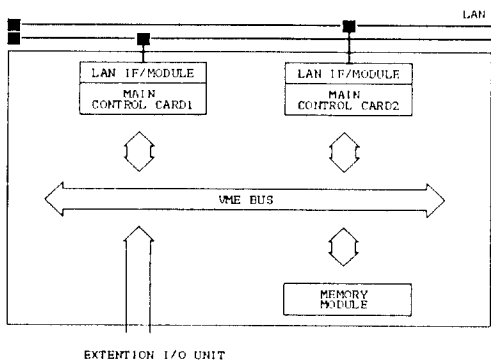 LAN
LAN IF/MODULE
MAIN
CONTROL CARD1
LAN IF/MODULE
MAIN
CONTROL CARD2
VME BUS
MEMORY
MODULE
EXTENTION I/O UNIT